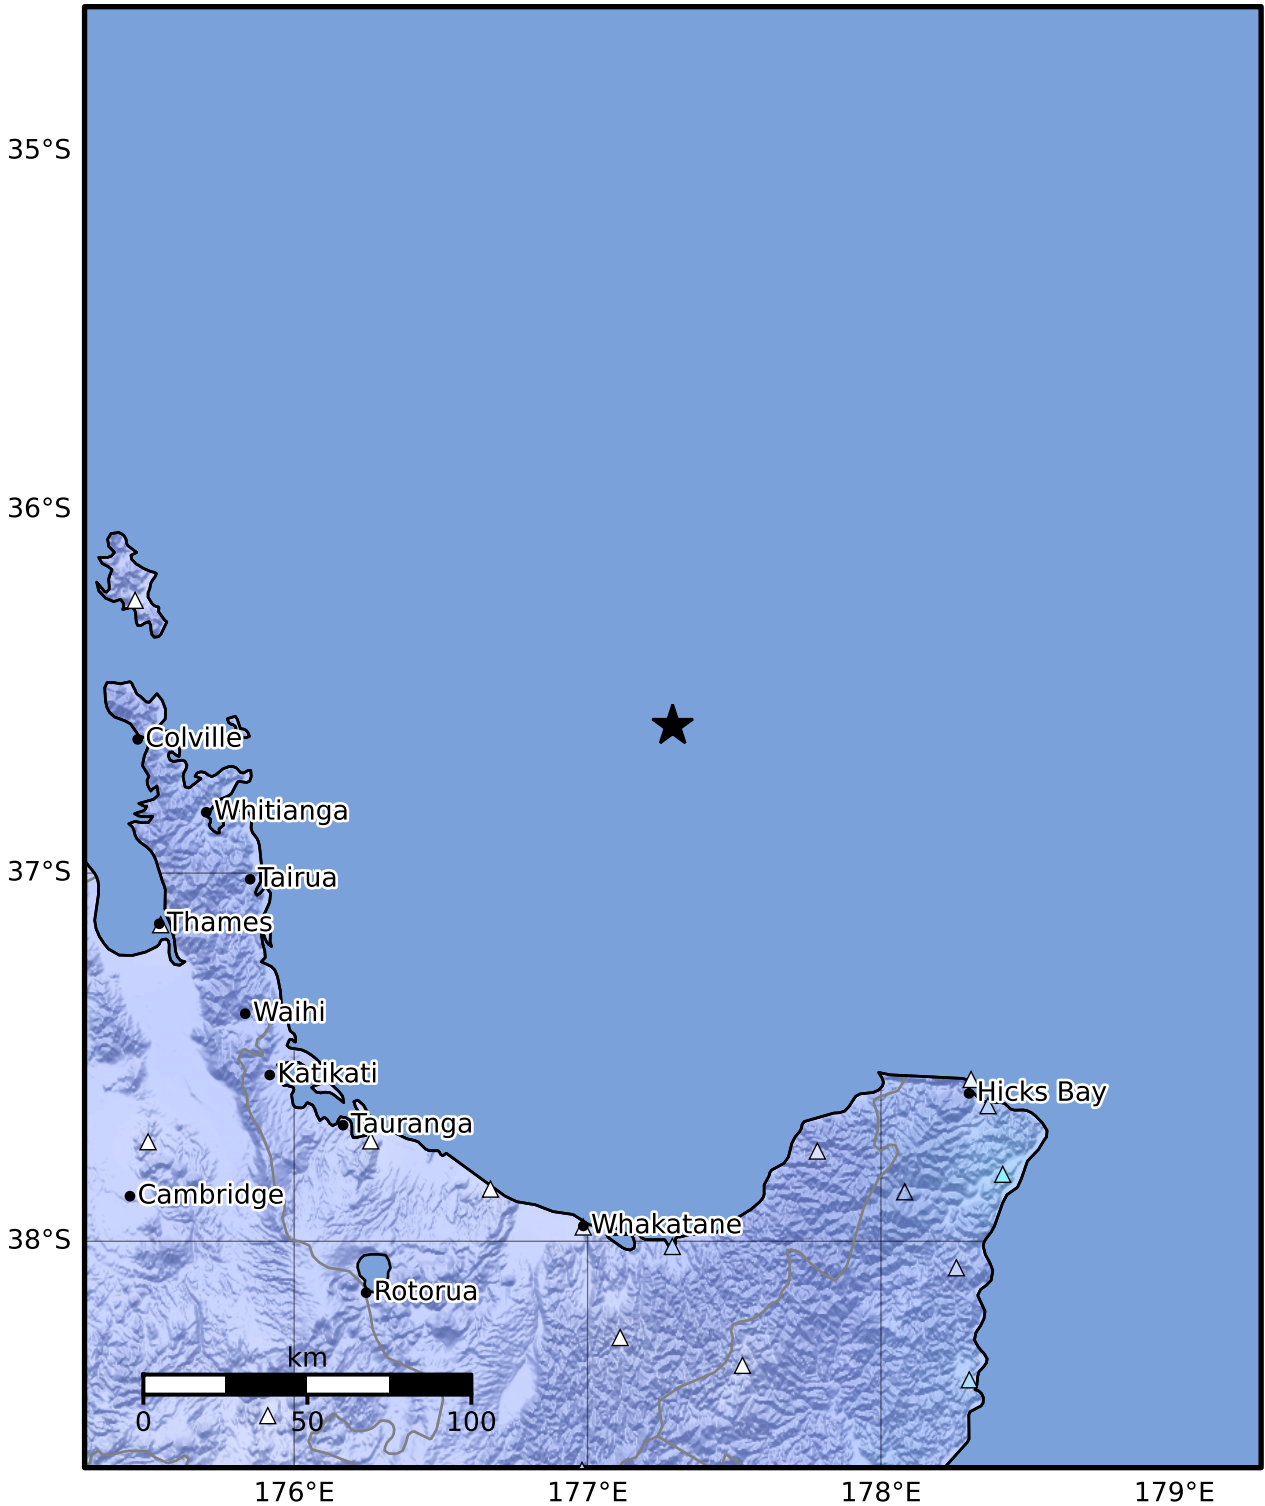 35°S
36°S
Colville
Whitianga
37°S
Tairua
Thames
Waihi
Katikati
Hicks Bay
Tauranga
Cambridge
Whakatane
38°S
Rotorua
km
0 50 100
176°E 177°E 178°E 179°E